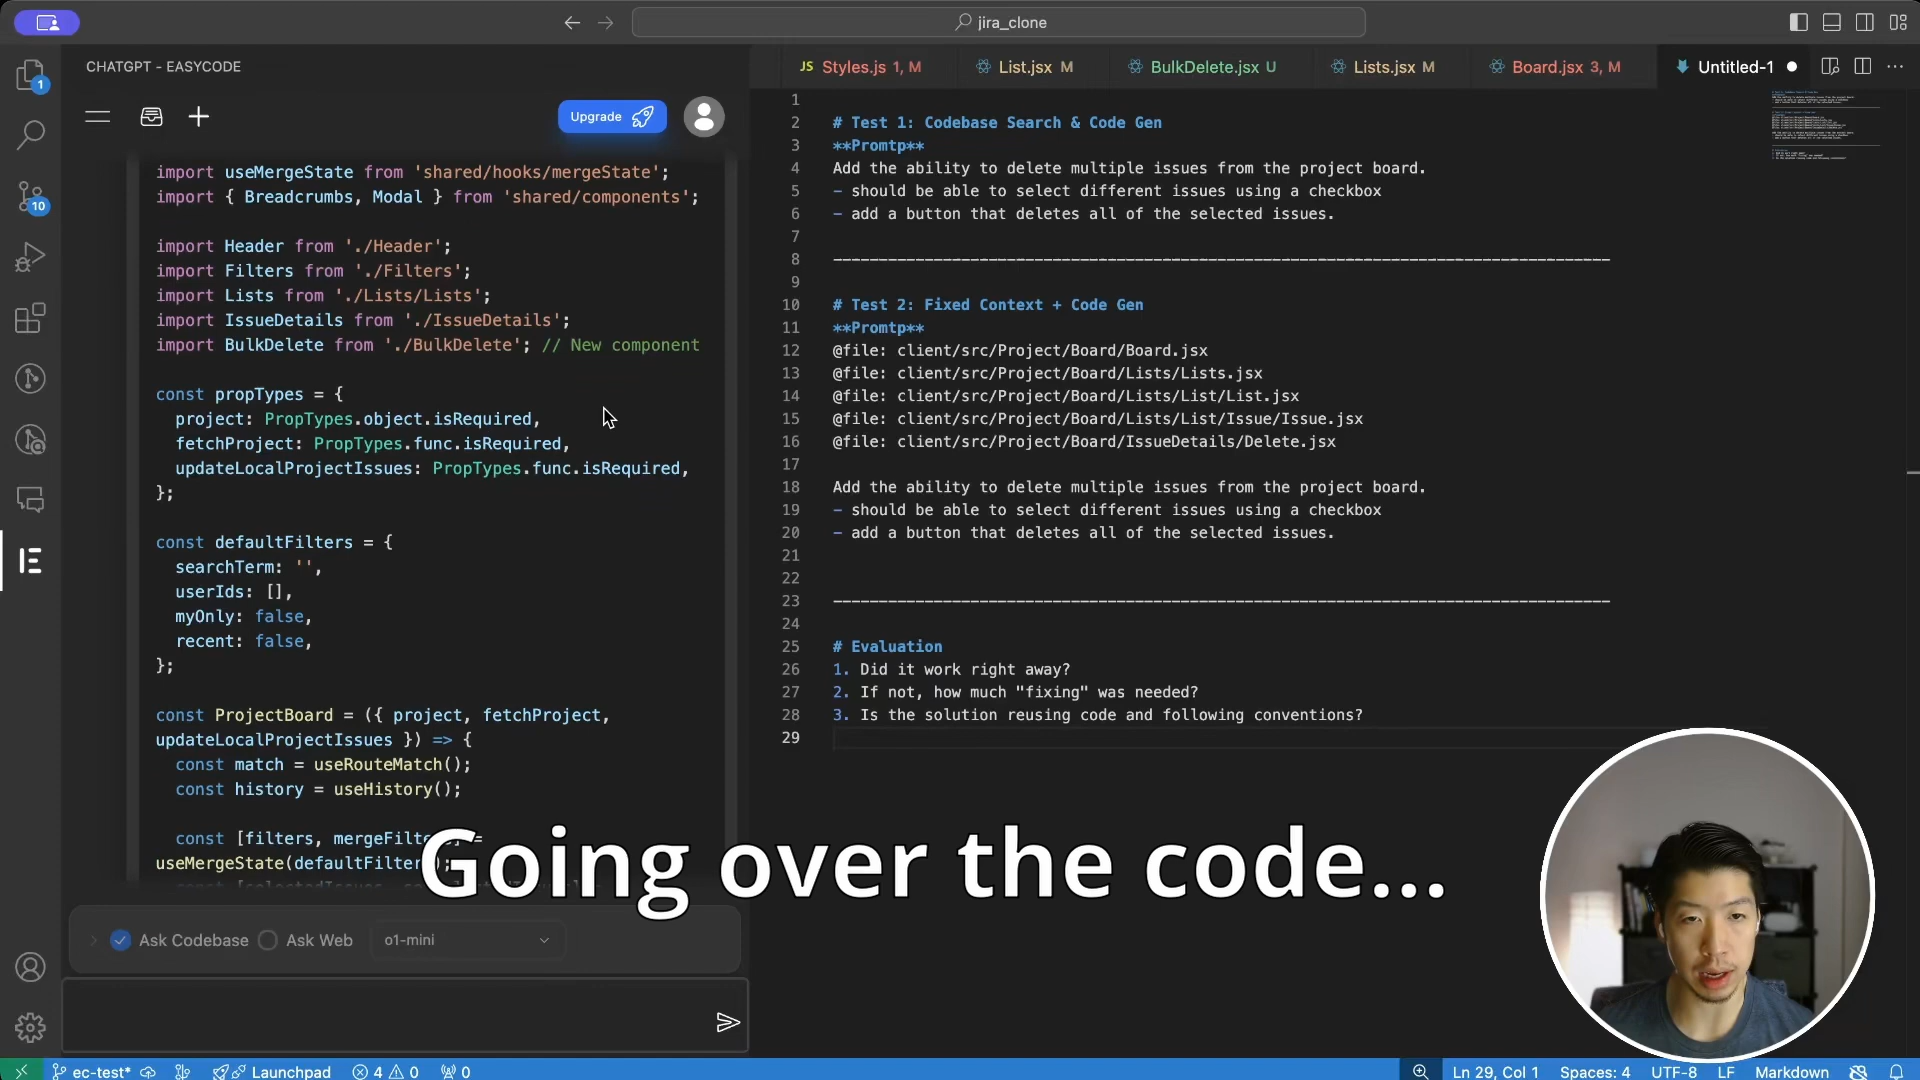 jira_clone
CHATGPT - EASYCODE
JS Styles.js 1, M
List.jsx M
BulkDelete.jsx U
Lists.jsx M
Board.jsx 3, M
Untitled-1
1
10
Upgrade
import useMergeState from 'shared/hooks/mergeState';
import { Breadcrumbs, Modal } from 'shared/components';
import Header from './Header';
import Filters from './Filters';
import Lists from './Lists/Lists';
import IssueDetails from './IssueDetails';
import BulkDelete from './BulkDelete'; // New component
const propTypes = {
project: PropTypes.object.isRequired,
fetchProject: PropTypes.func.isRequired,
updateLocalProjectIssues: PropTypes.func.isRequired,
};
const defaultFilters = {
searchTerm: '',
userIds: [],
myOnly: false,
recent: false,
};
const ProjectBoard = ({ project, fetchProject,
updateLocalProjectIssues }) => {
const match = useRouteMatch();
const history = useHistory();
const [filters, mergeFilters] =
useMergeState(defaultFilters);
Ask Codebase
Ask Web
o1-mini
1
2 # Test 1: Codebase Search & Code Gen
3 **Promtp**
4 Add the ability to delete multiple issues from the project board.
5 - should be able to select different issues using a checkbox
6 - add a button that deletes all of the selected issues.
7
8 -------------------------------------------------------------------------------------
9
10 # Test 2: Fixed Context + Code Gen
11 **Promtp**
12 @file: client/src/Project/Board/Board.jsx
13 @file: client/src/Project/Board/Lists/Lists.jsx
14 @file: client/src/Project/Board/Lists/List/List.jsx
15 @file: client/src/Project/Board/Lists/List/Issue/Issue.jsx
16 @file: client/src/Project/Board/IssueDetails/Delete.jsx
17
18 Add the ability to delete multiple issues from the project board.
19 - should be able to select different issues using a checkbox
20 - add a button that deletes all of the selected issues.
21
22
23 -------------------------------------------------------------------------------------
24
25 # Evaluation
26 1. Did it work right away?
27 2. If not, how much "fixing" was needed?
28 3. Is the solution reusing code and following conventions?
29
Going over the code...
ec-test*
Launchpad
4
0
0
Ln 29, Col 1
Spaces: 4
UTF-8
LF
Markdown